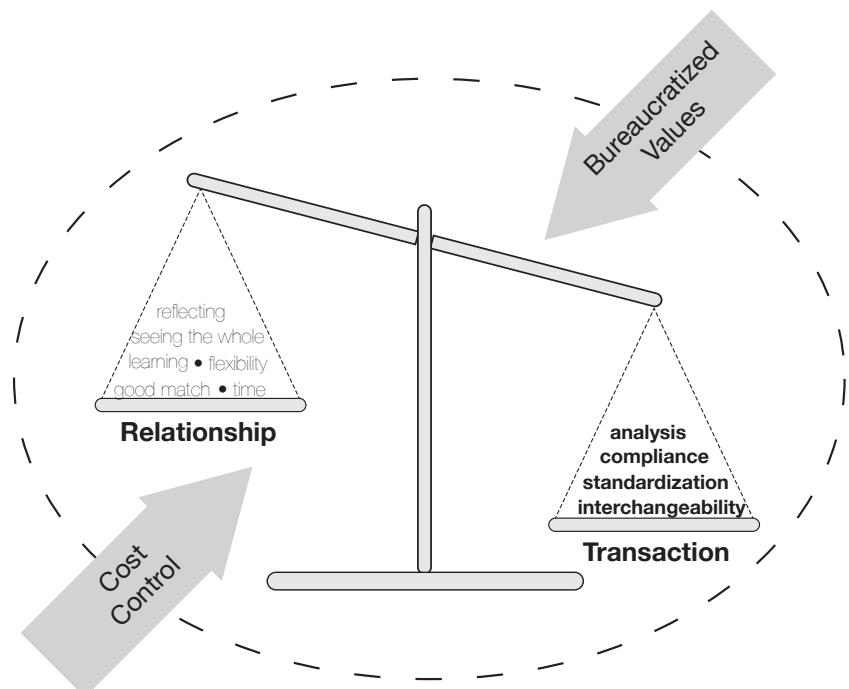 Bureaucratized
Values
reflecting
seeing the whole
learning • flexibility
good match • time
Relationship
analysis
compliance
standardization
interchangeability
Transaction
Cost
Control